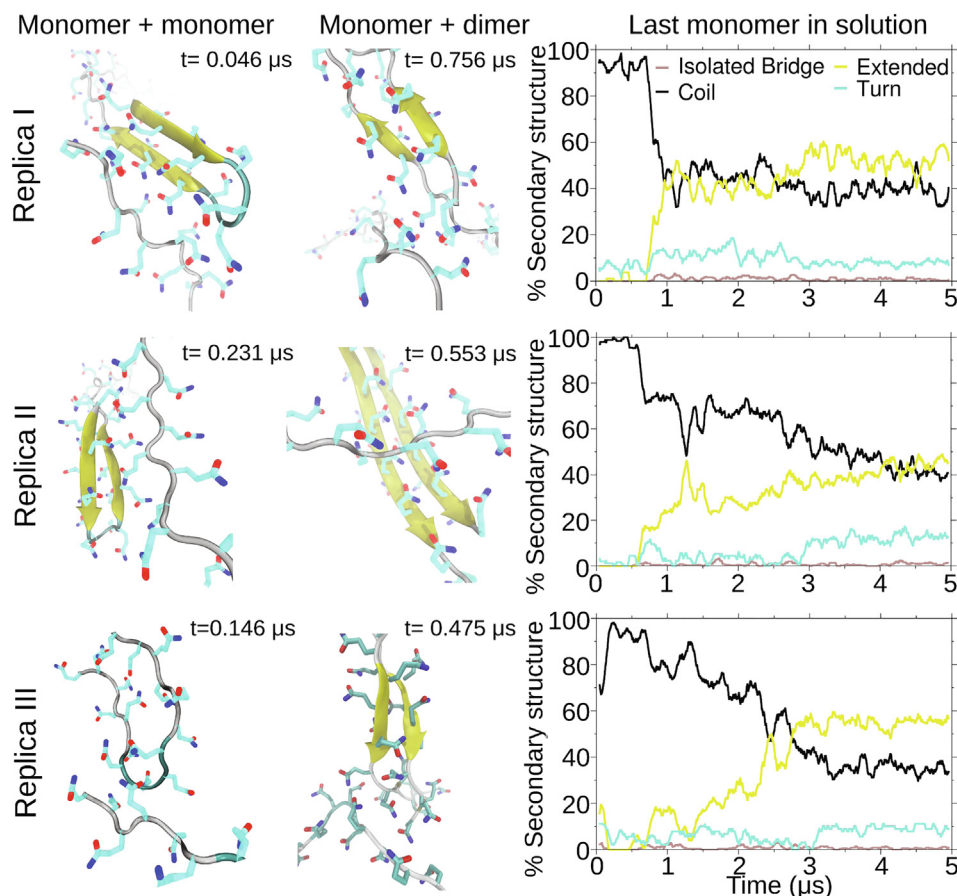 Monomer + monomer
Monomer + dimer
Last monomer in solution
Replica I
t= 0.046 µs
t= 0.756 µs
% Secondary structure
100
80
60
40
20
0
Isolated Bridge
Coil
Extended
Turn
0 1 2 3 4 5
Replica II
t= 0.231 µs
t= 0.553 µs
% Secondary structure
100
80
60
40
20
0
0 1 2 3 4 5
Replica III
t=0.146 µs
t= 0.475 µs
% Secondary structure
100
80
60
40
20
0
0 1 2 3 4 5
Time (µs)